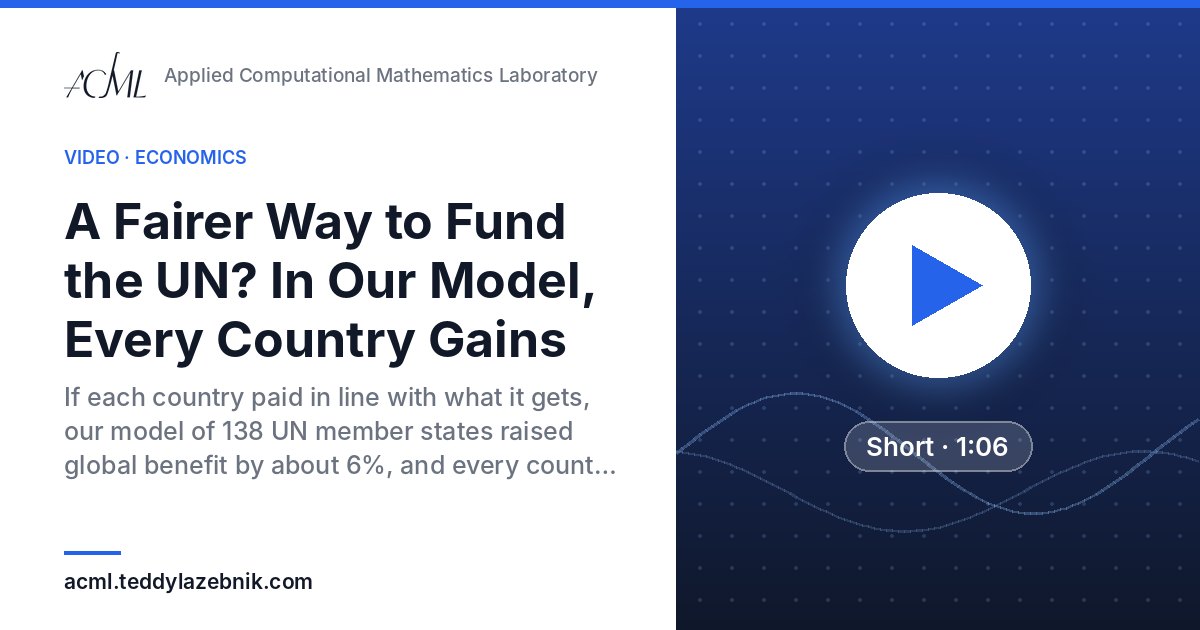 ACML
Applied Computational Mathematics Laboratory
VIDEO · ECONOMICS
A Fairer Way to Fund
the UN? In Our Model,
Every Country Gains
If each country paid in line with what it gets,
our model of 138 UN member states raised
global benefit by about 6%, and every count...
Short · 1:06
acml.teddylazebnik.com